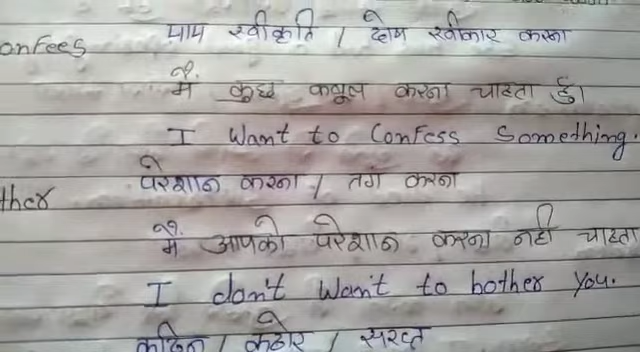 onfees पाप स्वीकृति / दोष स्वीकार करना
मैं कुछ कबूल करना चाहता हुँ।
I want to Confess Something.
ther परेशान करना / तंग करना
मैं आपको परेशान करना नहीं चाहता
I don't want to bother you.
कठिन / कठोर / सख्त